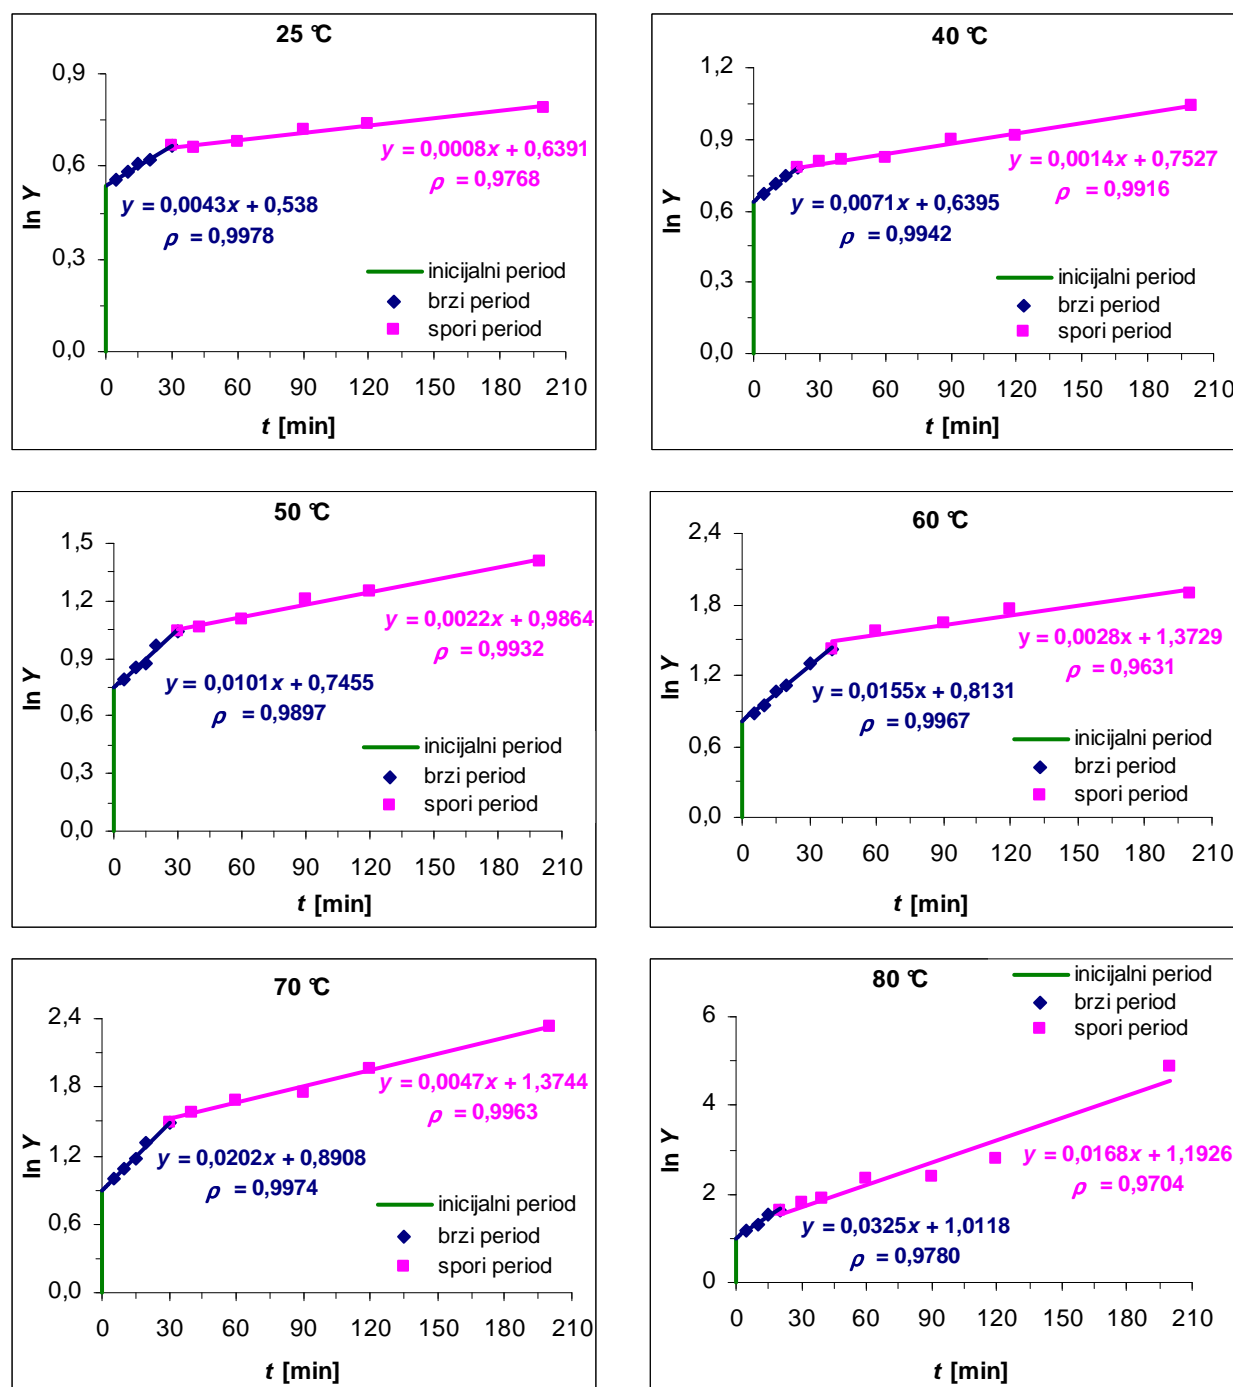 25 °C
0,9
0,6
0,3
0,0
ln Y
y = 0,0008x + 0,6391
ρ = 0,9768
y = 0,0043x + 0,538
ρ = 0,9978
inicijalni period
brzi period
spori period
0 30 60 90 120 150 180 210
t [min]
40 °C
1,2
0,9
0,6
0,3
0,0
ln Y
y = 0,0014x + 0,7527
ρ = 0,9916
y = 0,0071x + 0,6395
ρ = 0,9942
inicijalni period
brzi period
spori period
0 30 60 90 120 150 180 210
t [min]
50 °C
1,5
1,2
0,9
0,6
0,3
0,0
ln Y
y = 0,0022x + 0,9864
ρ = 0,9932
y = 0,0101x + 0,7455
ρ = 0,9897
inicijalni period
brzi period
spori period
0 30 60 90 120 150 180 210
t [min]
60 °C
2,4
1,8
1,2
0,6
0,0
ln Y
y = 0,0028x + 1,3729
ρ = 0,9631
y = 0,0155x + 0,8131
ρ = 0,9967
inicijalni period
brzi period
spori period
0 30 60 90 120 150 180 210
t [min]
70 °C
2,4
1,8
1,2
0,6
0,0
ln Y
y = 0,0047x + 1,3744
ρ = 0,9963
y = 0,0202x + 0,8908
ρ = 0,9974
inicijalni period
brzi period
spori period
0 30 60 90 120 150 180 210
t [min]
80 °C
inicijalni period
brzi period
spori period
6
4
2
0
ln Y
y = 0,0168x + 1,1926
ρ = 0,9704
y = 0,0325x + 1,0118
ρ = 0,9780
0 30 60 90 120 150 180 210
t [min]